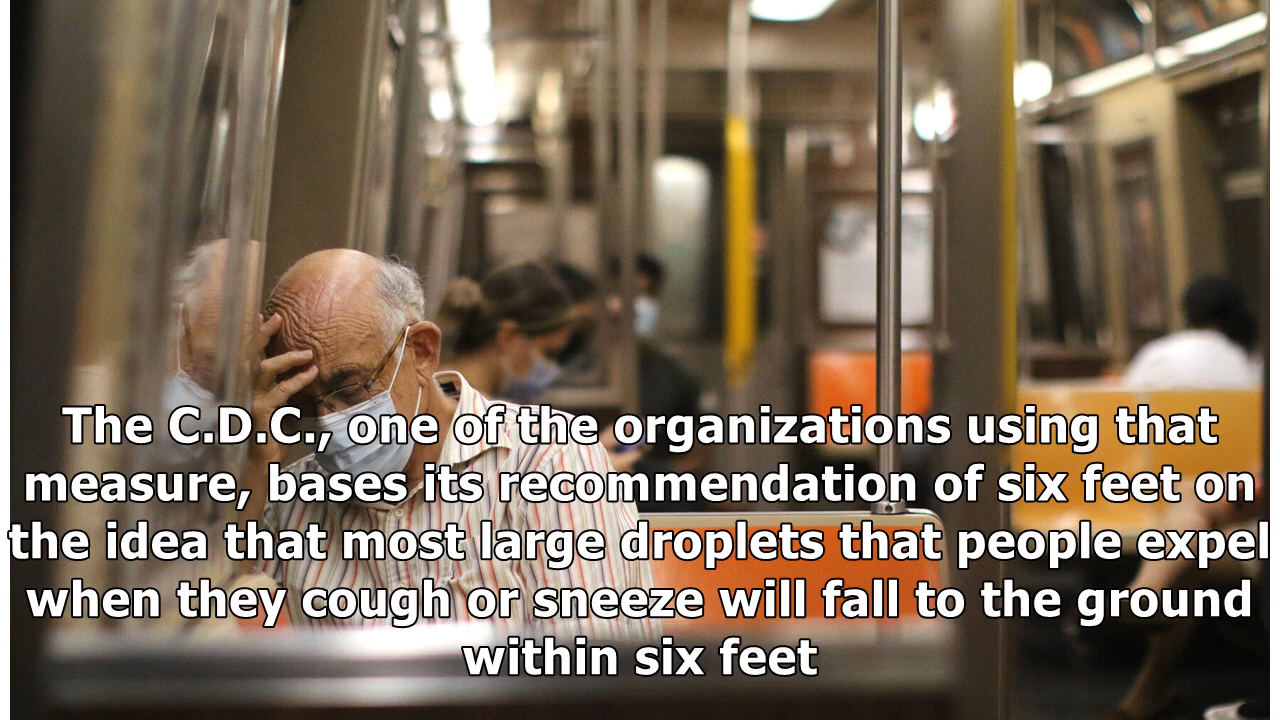 The C.D.C., one of the organizations using that
measure, bases its recommendation of six feet on
the idea that most large droplets that people expel
when they cough or sneeze will fall to the ground
within six feet